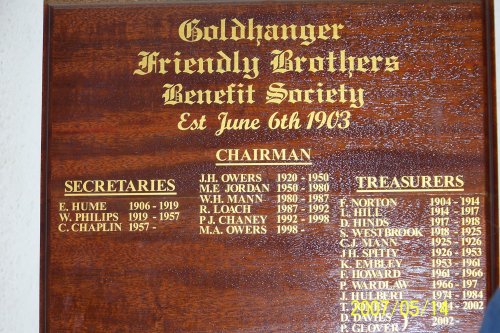 Goldhanger
Friendly Brothers
Benefit Society
Est June 6th 1903
CHAIRMAN
J.H. OWERS 1920 - 1950
M.E JORDAN 1950 - 1980
W.H. MANN 1980 - 1987
R. LOACH 1987 - 1992
P.J. CHANEY 1992 - 1998
M.A. OWERS 1998 -
SECRETARIES
E. HUME 1906 - 1919
W. PHILIPS 1919 - 1957
C. CHAPLIN 1957 -
TREASURERS
F. NORTON 1904 - 1914
L. HILL 1914 - 1917
D. HINDS 1917 - 1918
S. WESTBROOK 1918 - 1925
C.J. MANN 1925 - 1926
J.H SPITTY 1926 - 1953
K. EMBLEY 1953 - 1961
F. HOWARD 1961 - 1966
P. WARDLAW 1966 - 197
J. HULBERT 1974 - 1984
T. - 2002
D. DAVIES 2002
P. GLOVER
2007/05/14